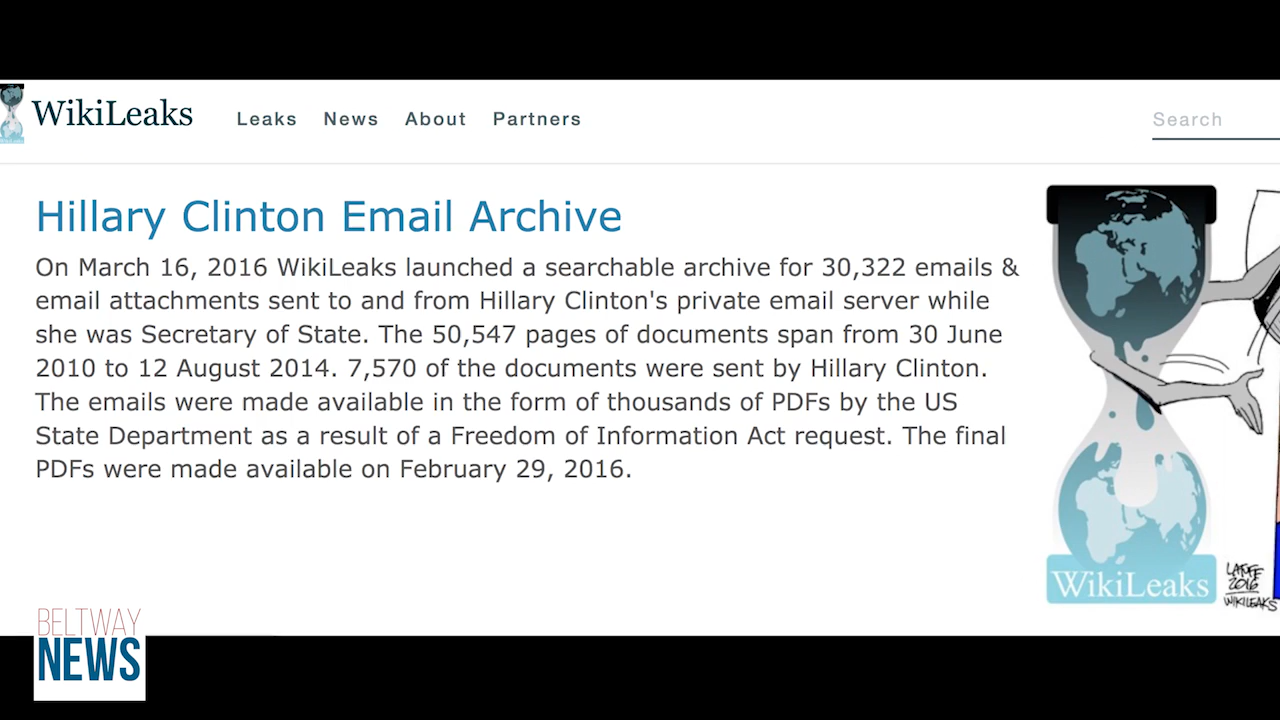 WikiLeaks
Leaks News About Partners
Search
Hillary Clinton Email Archive
On March 16, 2016 WikiLeaks launched a searchable archive for 30,322 emails &
email attachments sent to and from Hillary Clinton's private email server while
she was Secretary of State. The 50,547 pages of documents span from 30 June
2010 to 12 August 2014. 7,570 of the documents were sent by Hillary Clinton.
The emails were made available in the form of thousands of PDFs by the US
State Department as a result of a Freedom of Information Act request. The final
PDFs were made available on February 29, 2016.
WikiLeaks
LATUFF
2016
WIKILEAKS
BELTWAY
NEWS